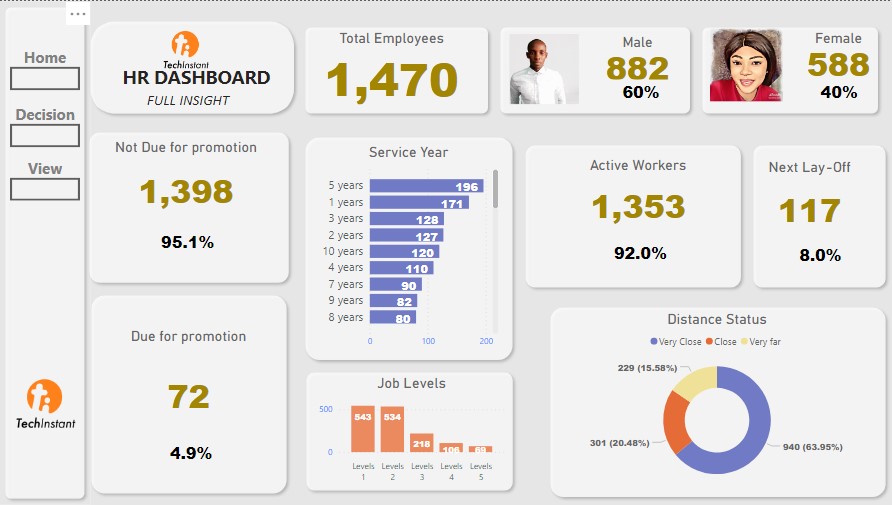 Home
Decision
View
TechInstant
TechInstant
HR DASHBOARD
FULL INSIGHT
Total Employees
1,470
Male
882
60%
Female
588
40%
Not Due for promotion
1,398
95.1%
Due for promotion
72
4.9%
Service Year
5 years 196
1 years 171
3 years 128
2 years 127
10 years 120
4 years 110
7 years 90
9 years 82
8 years 80
0 100 200
Job Levels
500
0
543 534 218 106 69
Levels Levels Levels Levels Levels
1 2 3 4 5
Active Workers
1,353
92.0%
Next Lay-Off
117
8.0%
Distance Status
Very Close Close Very far
229 (15.58%)
301 (20.48%)
940 (63.95%)